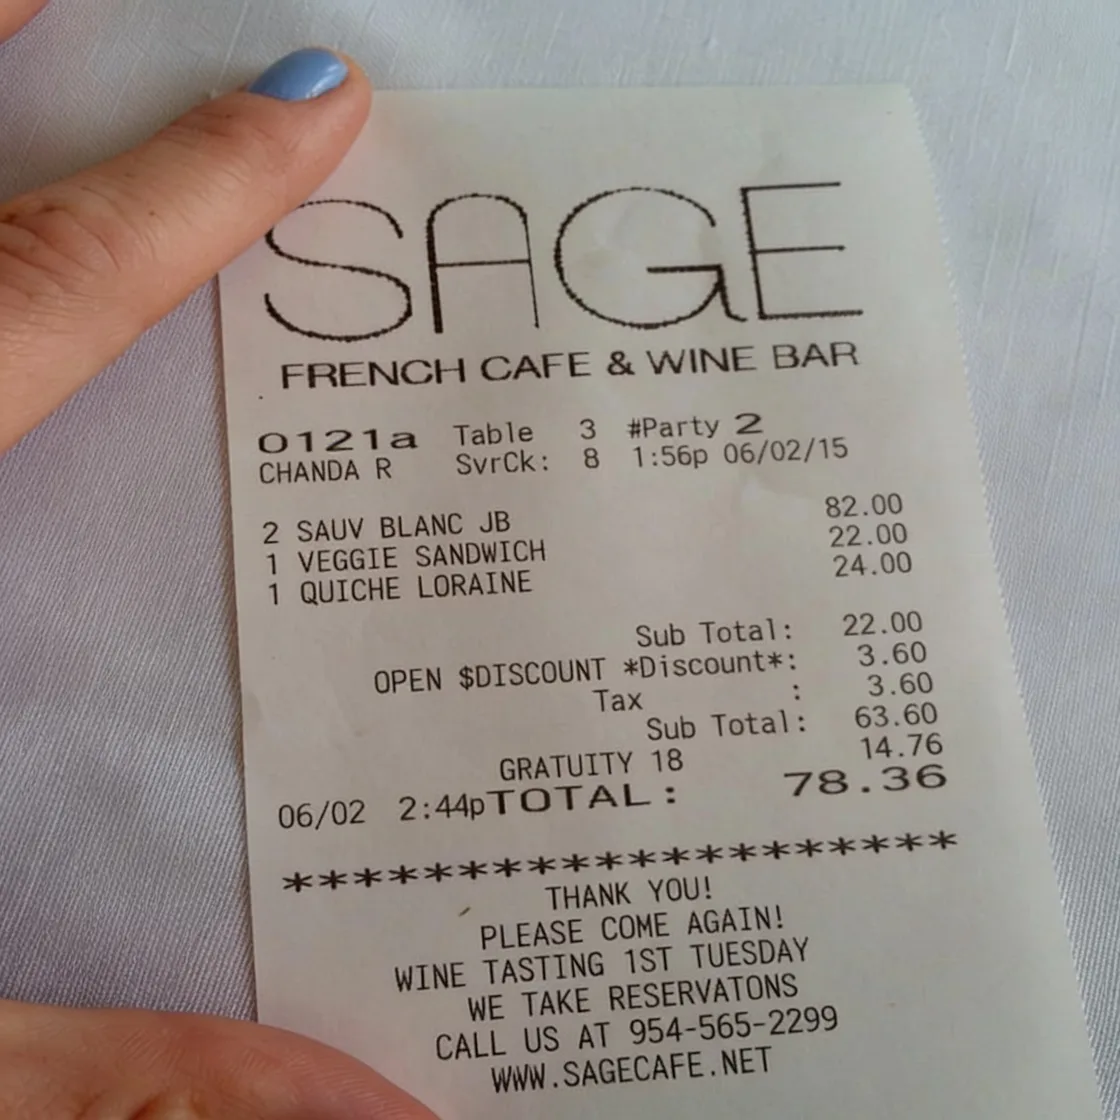 SAGE
FRENCH CAFE & WINE BAR
0121a Table 3 #Party 2
CHANDA R SvrCk: 8 1:56p 06/02/15
2 SAUV BLANC JB 82.00
1 VEGGIE SANDWICH 22.00
1 QUICHE LORAINE 24.00
Sub Total: 22.00
OPEN $DISCOUNT *Discount*: 3.60
Tax : 3.60
Sub Total: 63.60
GRATUITY 18 14.76
06/02 2:44pTOTAL: 78.36
*******************
THANK YOU!
PLEASE COME AGAIN!
WINE TASTING 1ST TUESDAY
WE TAKE RESERVATONS
CALL US AT 954-565-2299
WWW.SAGECAFE.NET